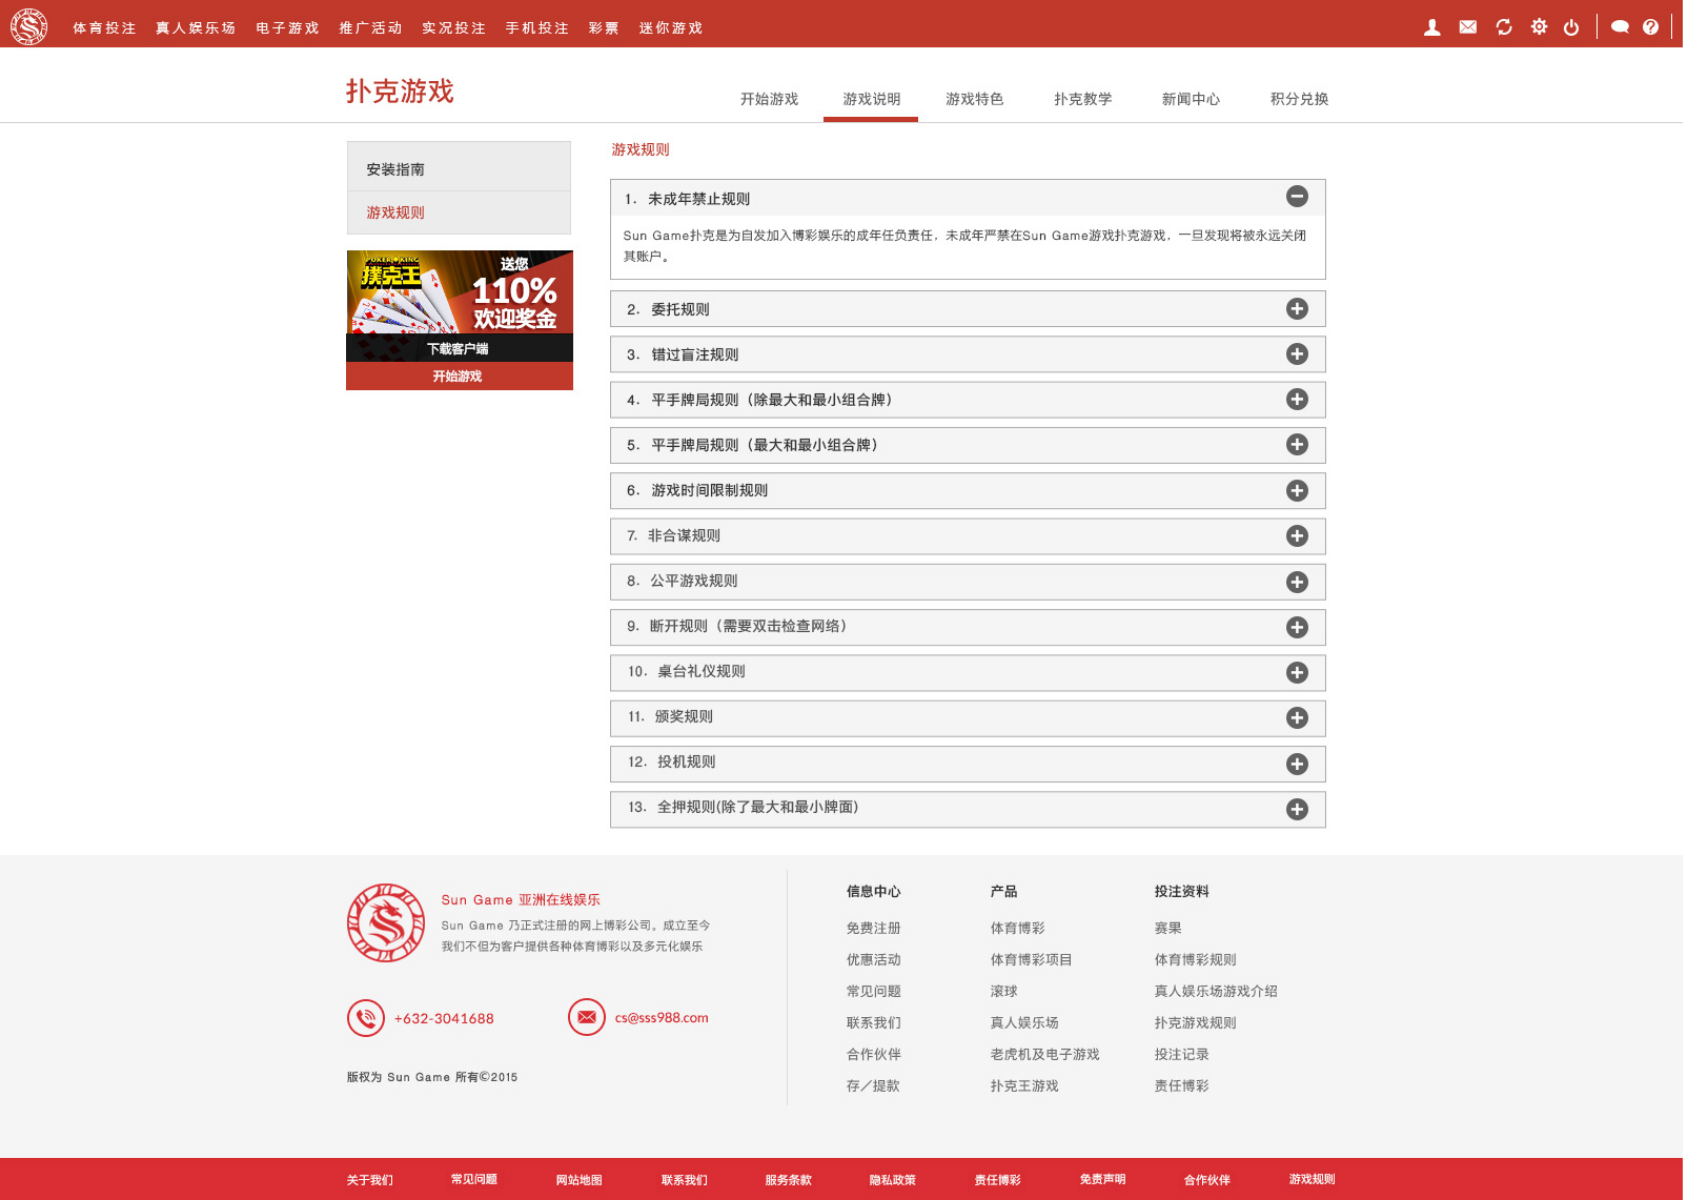 体育投注 真人娱乐场 电子游戏 推广活动 实况投注 手机投注 彩票 迷你游戏
扑克游戏
开始游戏 游戏说明 游戏特色 扑克教学 新闻中心 积分兑换
安装指南
游戏规则
POKER KING
撲克王
送您
110%
欢迎奖金
下载客户端
开始游戏
游戏规则
1. 未成年禁止规则
Sun Game扑克是为自发加入博彩娱乐的成年任负责任，未成年严禁在Sun Game游戏扑克游戏，一旦发现将被永远关闭
其账户。
2. 委托规则
3. 错过盲注规则
4. 平手牌局规则（除最大和最小组合牌）
5. 平手牌局规则（最大和最小组合牌）
6. 游戏时间限制规则
7. 非合谋规则
8. 公平游戏规则
9. 断开规则（需要双击检查网络）
10. 桌台礼仪规则
11. 颁奖规则
12. 投机规则
13. 全押规则(除了最大和最小牌面)
Sun Game 亚洲在线娱乐
Sun Game 乃正式注册的网上博彩公司。成立至今
我们不但为客户提供各种体育博彩以及多元化娱乐
+632-3041688
cs@sss988.com
版权为 Sun Game 所有©2015
信息中心
免费注册
优惠活动
常见问题
联系我们
合作伙伴
存／提款
产品
体育博彩
体育博彩项目
滚球
真人娱乐场
老虎机及电子游戏
扑克王游戏
投注资料
赛果
体育博彩规则
真人娱乐场游戏介绍
扑克游戏规则
投注记录
责任博彩
关于我们 常见问题 网站地图 联系我们 服务条款 隐私政策 责任博彩 免责声明 合作伙伴 游戏规则